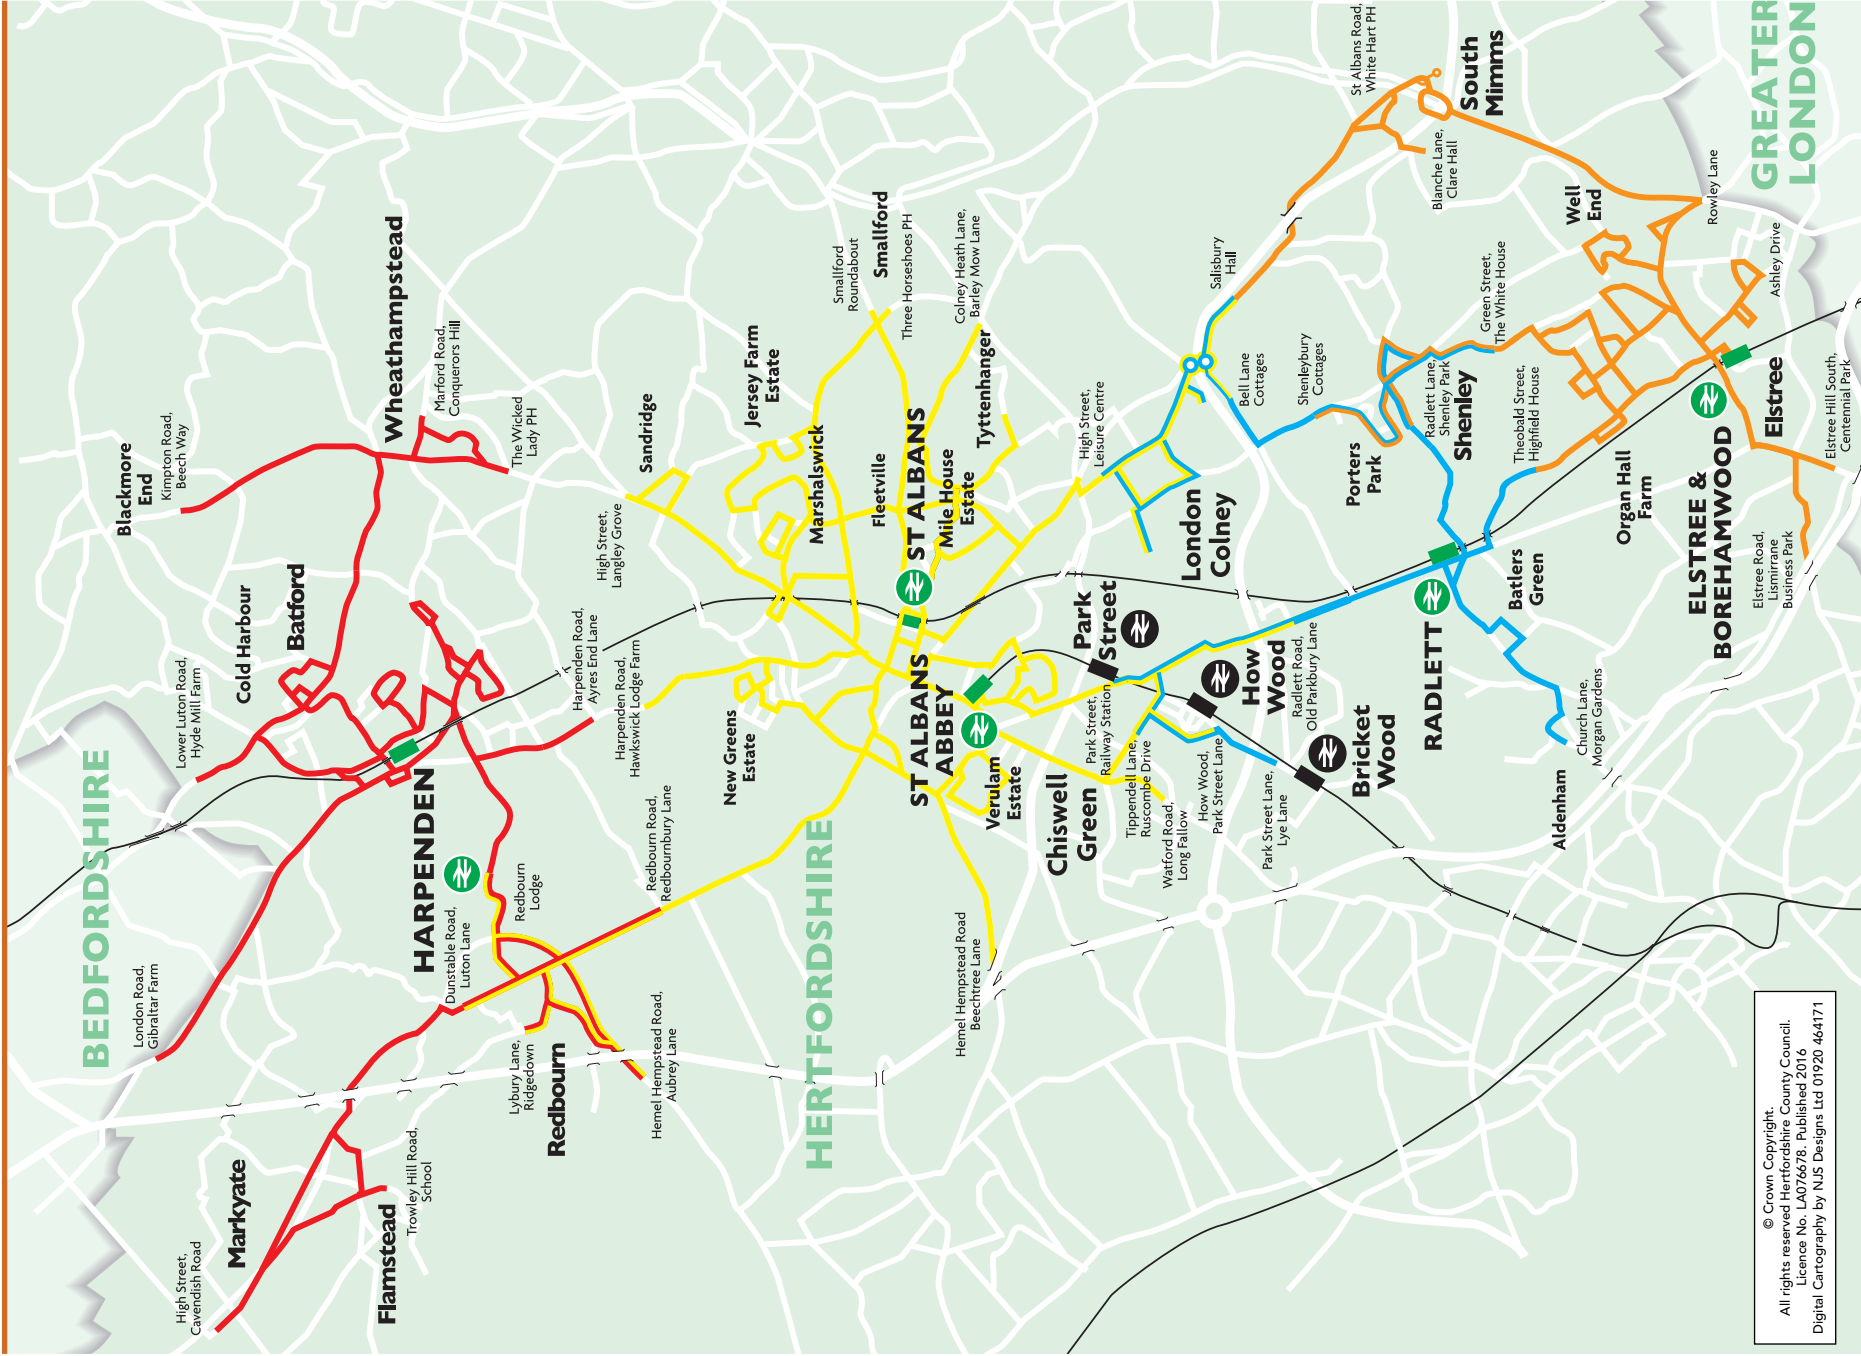 BEDFORDSHIRE
HERTFORDSHIRE
GREATER
LONDON
High Street,
Cavendish Road
Markyate
Flamstead
Trowley Hill Road,
School
London Road,
Gibraltar Farm
Lower Luton Road,
Hyde Mill Farm
Cold Harbour
Batford
Blackmore
End
Kimpton Road,
Beech Way
Wheathampstead
Marford Road,
Conquerors Hill
The Wicked
Lady PH
HARPENDEN
Dunstable Road,
Luton Lane
Redbourn
Lodge
Lybury Lane,
Ridgedown
Redbourn
Hemel Hempstead Road,
Aubrey Lane
Redbourn Road,
Redbournbury Lane
Harpenden Road,
Ayres End Lane
Harpenden Road,
Hawkswick Lodge Farm
High Street,
Langley Grove
Sandridge
New Greens
Estate
Jersey Farm
Estate
Marshalswick
Fleetville
Smallford
Roundabout
Smallford
Three Horseshoes PH
Colney Heath Lane,
Barley Mow Lane
ST ALBANS
Mile House
Estate
Tyttenhanger
ST ALBANS
ABBEY
Verulam
Estate
Hemel Hempstead Road
Beechtree Lane
Chiswell
Green
Park
Street
Park Street,
Railway Station
Tippendell Lane,
Ruscombe Drive
Watford Road,
Long Fallow
How Wood,
Park Street Lane
How
Wood
Park Street Lane,
Lye Lane
Radlett Road,
Old Parkbury Lane
Bricket
Wood
High Street,
Leisure Centre
London
Colney
Salisbury
Hall
Bell Lane
Cottages
Shenleybury
Cottages
Porters
Park
Radlett Lane,
Shenley Park
Shenley
RADLETT
Batlers
Green
Church Lane,
Morgan Gardens
Aldenham
St Albans Road,
White Hart PH
South
Mimms
Blanche Lane,
Clare Hall
Green Street,
The White House
Theobald Street,
Highfield House
Well
End
Rowley Lane
Ashley Drive
Organ Hall
Farm
ELSTREE &
BOREHAMWOOD
Elstree
Elstree Hill South,
Centennial Park
Elstree Road,
Lismirrane
Business Park
© Crown Copyright.
All rights reserved Hertfordshire County Council.
Licence No. LA076678. Published 2016
Digital Cartography by NJS Designs Ltd 01920 464171